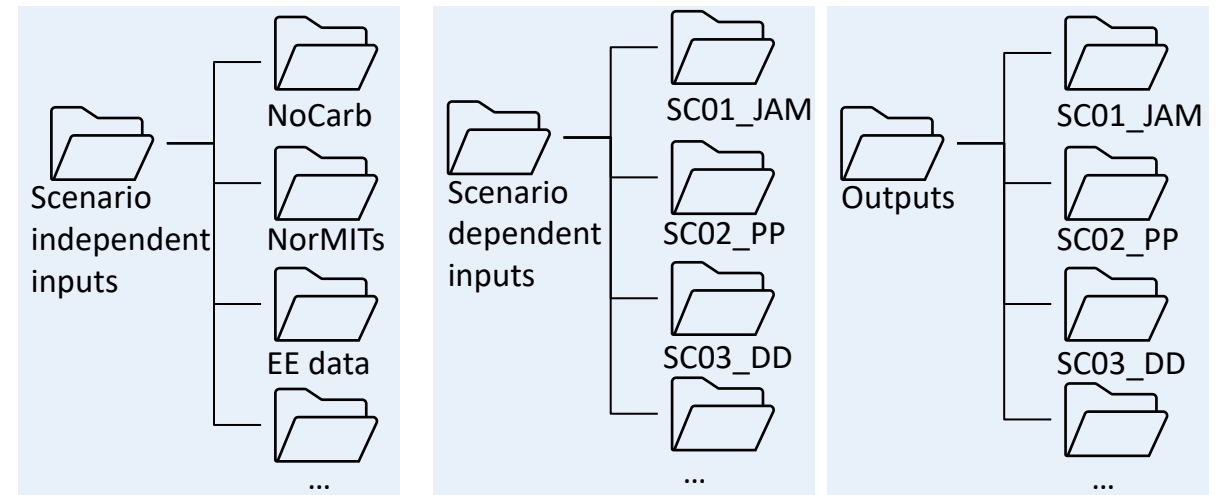 NoCarb
Scenario
independent
inputs
NorMITs
EE data
...
SC01_JAM
Scenario
dependent
inputs
SC02_PP
SC03_DD
...
SC01_JAM
Outputs
SC02_PP
SC03_DD
...